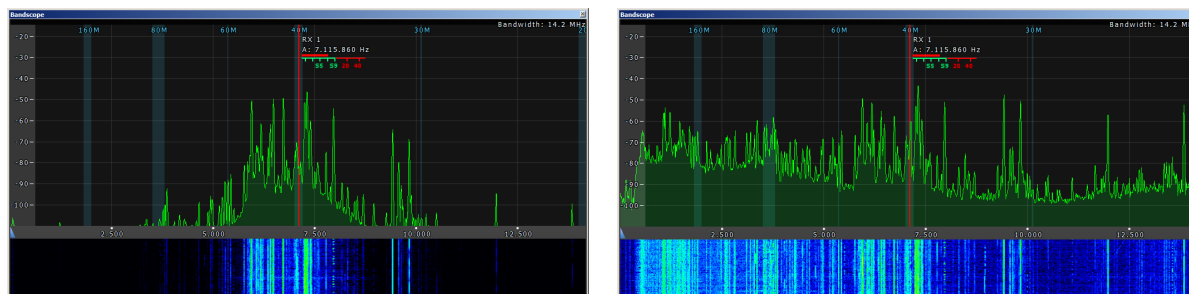 Bandscope
Bandwidth: 14.2 MHz
160M 80M 60M 40M 30M
RX 1
A: 7.115.860 Hz
S5 S9 20 40
-20
-30
-40
-50
-60
-70
-80
-90
-100
2.500 5.000 7.500 10.000 12.500
Bandscope
Bandwidth: 14.2 MH
160M 80M 60M 40M 30M
RX 1
A: 7.115.860 Hz
S5 S9 20 40
-20
-30
-40
-50
-60
-70
-80
-90
-100
2.500 5.000 7.500 10.000 12.500